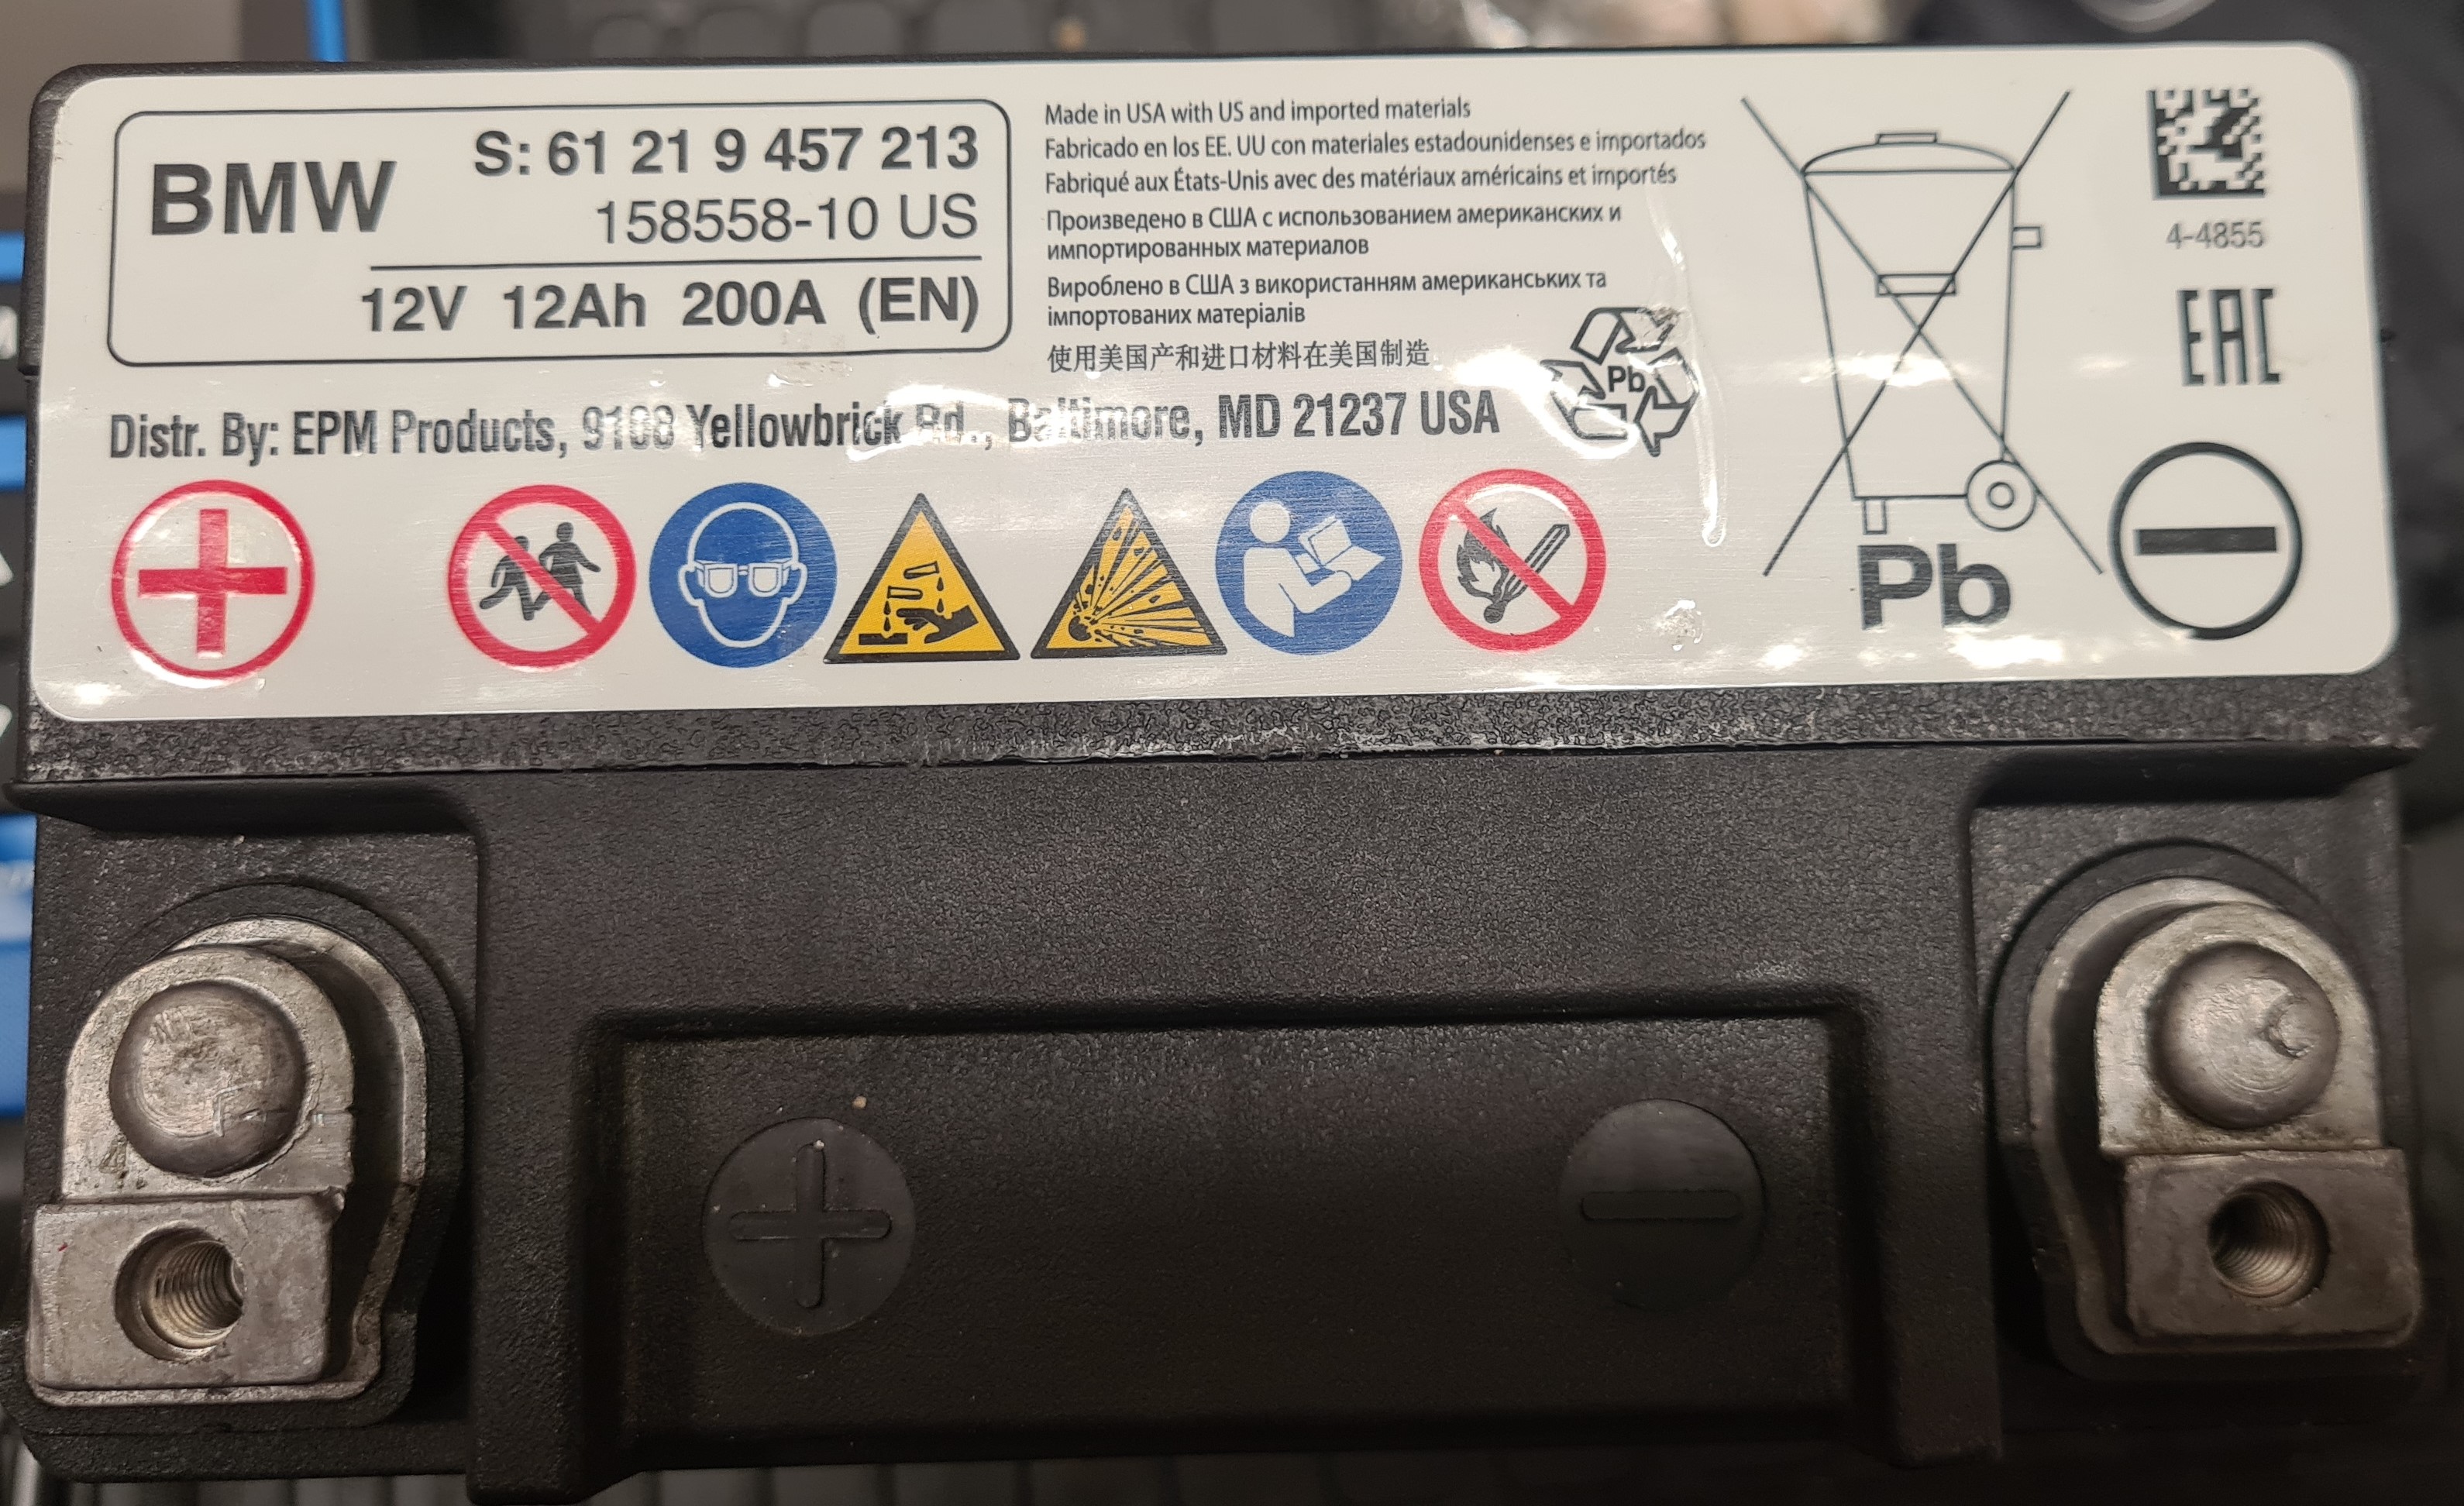 BMW
S: 61 21 9 457 213
158558-10 US
12V 12Ah 200A (EN)
Made in USA with US and imported materials
Fabricado en los EE. UU con materiales estadounidenses e importados
Fabriqué aux États-Unis avec des matériaux américains et importés
Произведено в США с использованием американских и
импортированных материалов
Вироблено в США з використанням американських та
імпортованих матеріалів
使用美国产和进口材料在美国制造
Distr. By: EPM Products, Yellowbrick Rd., Baltimore, MD 21237 USA
Pb
4-4855
EAC
Pb